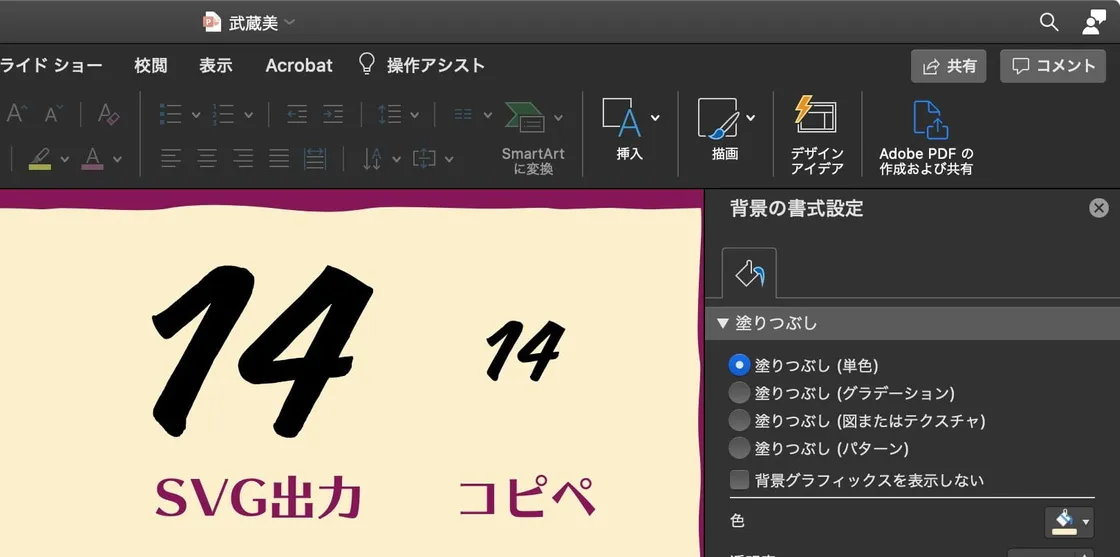 武蔵美
ライド ショー 校閲 表示 Acrobat 操作アシスト 共有 コメント
SmartArt
に変換
挿入
描画
デザイン
アイデア
Adobe PDF の
作成および共有
背景の書式設定
塗りつぶし
塗りつぶし (単色)
塗りつぶし (グラデーション)
塗りつぶし (図またはテクスチャ)
塗りつぶし (パターン)
背景グラフィックスを表示しない
色
14 14
SVG出力 コピペ